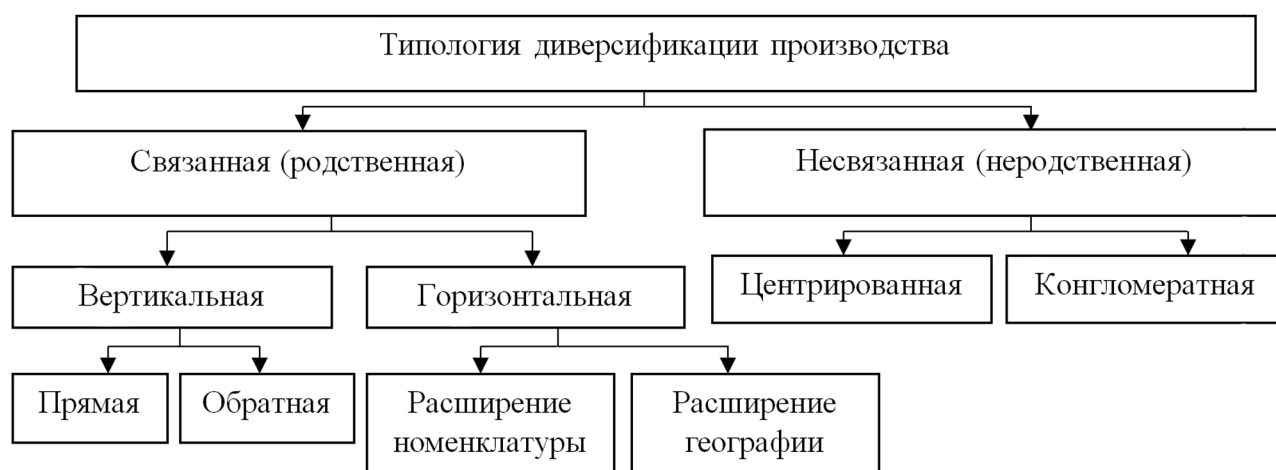 Типология диверсификации производства
Связанная (родственная)
Несвязанная (неродственная)
Вертикальная
Горизонтальная
Центрированная
Конгломератная
Прямая
Обратная
Расширение
номенклатуры
Расширение
географии